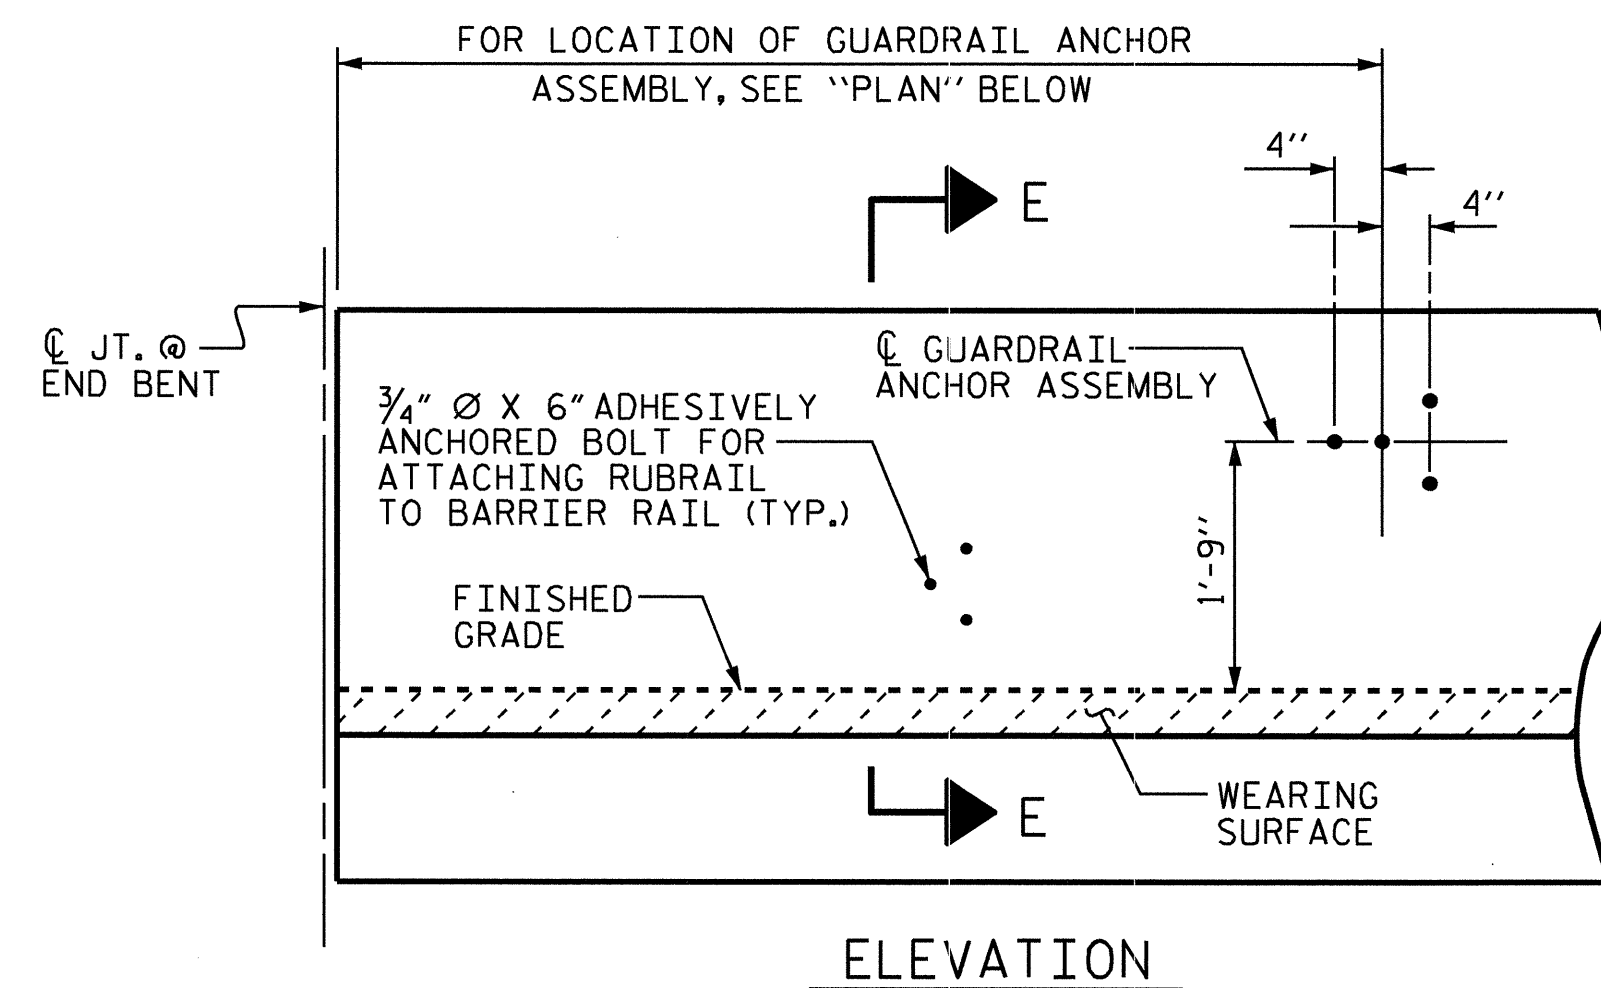 FOR LOCATION OF GUARDRAIL ANCHOR
ASSEMBLY, SEE "PLAN" BELOW
4"
4"
E
℄ JT. @
END BENT
℄ GUARDRAIL
ANCHOR ASSEMBLY
3/4" Ø X 6" ADHESIVELY
ANCHORED BOLT FOR
ATTACHING RUBRAIL
TO BARRIER RAIL (TYP.)
1'-9"
FINISHED
GRADE
WEARING
SURFACE
E
ELEVATION